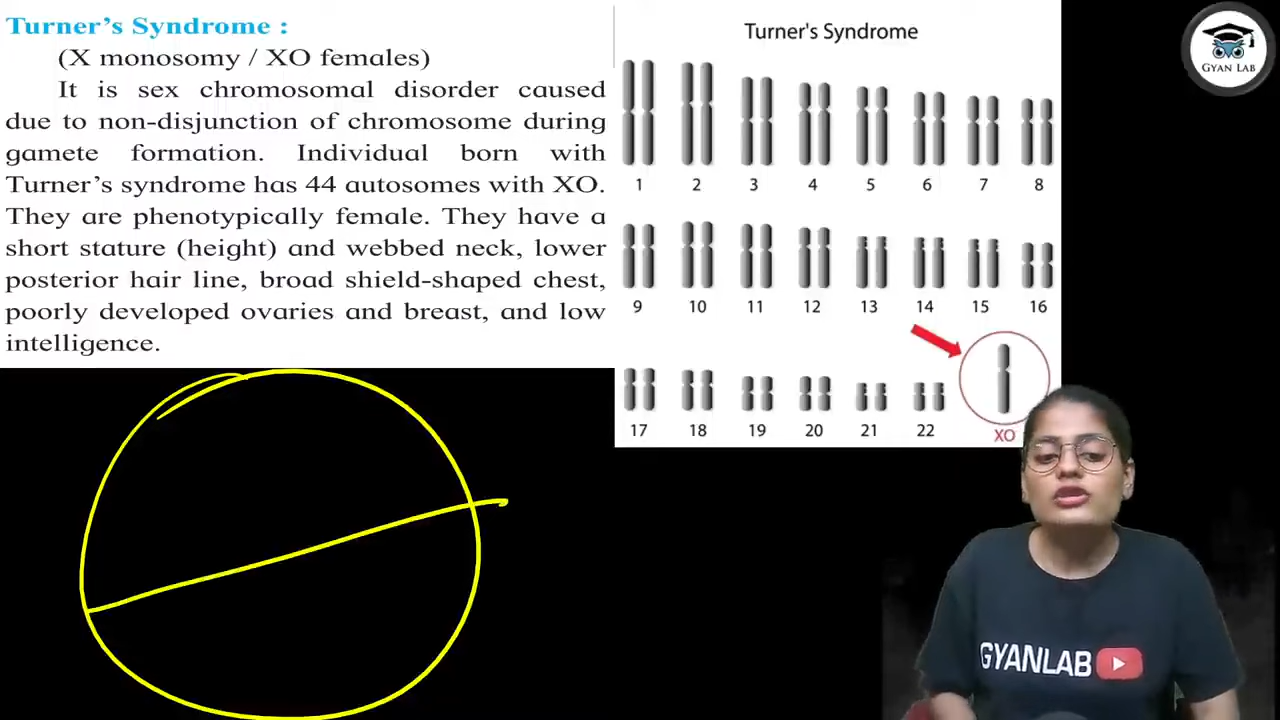 Turner’s Syndrome :
(X monosomy / XO females)
It is sex chromosomal disorder caused
due to non-disjunction of chromosome during
gamete formation. Individual born with
Turner’s syndrome has 44 autosomes with XO.
They are phenotypically female. They have a
short stature (height) and webbed neck, lower
posterior hair line, broad shield-shaped chest,
poorly developed ovaries and breast, and low
intelligence.
Turner's Syndrome
1 2 3 4 5 6 7 8
9 10 11 12 13 14 15 16
17 18 19 20 21 22 XO
GYAN LAB
GYANLAB